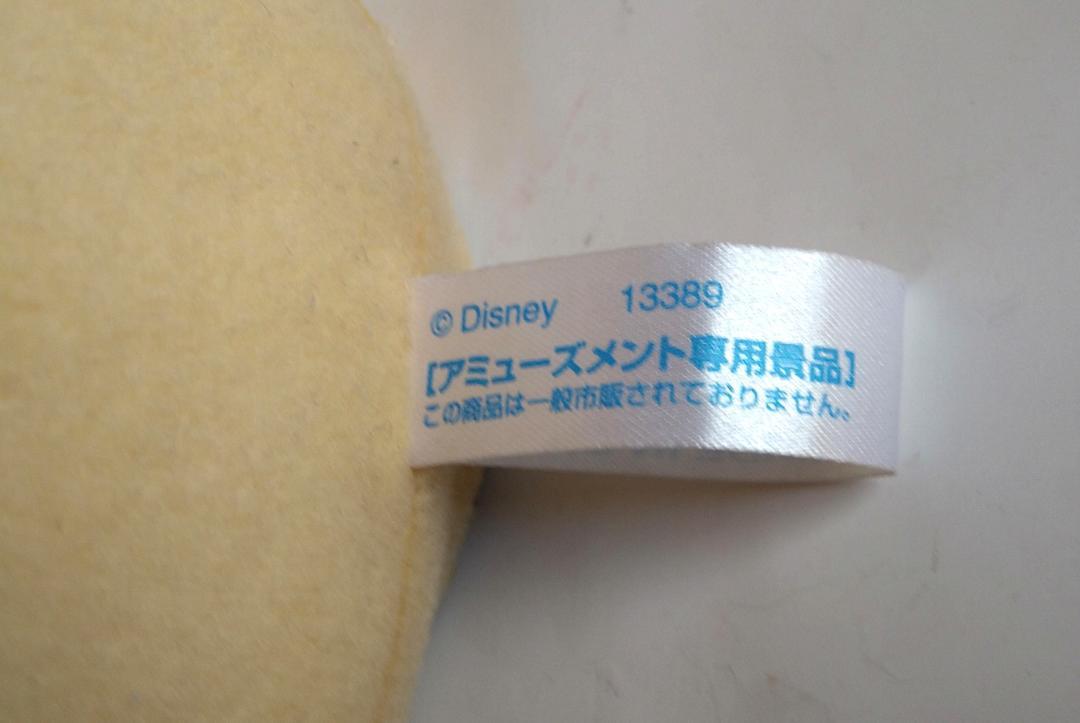 © Disney 13389
[アミューズメント専用景品]
この商品は一般市販されておりません。